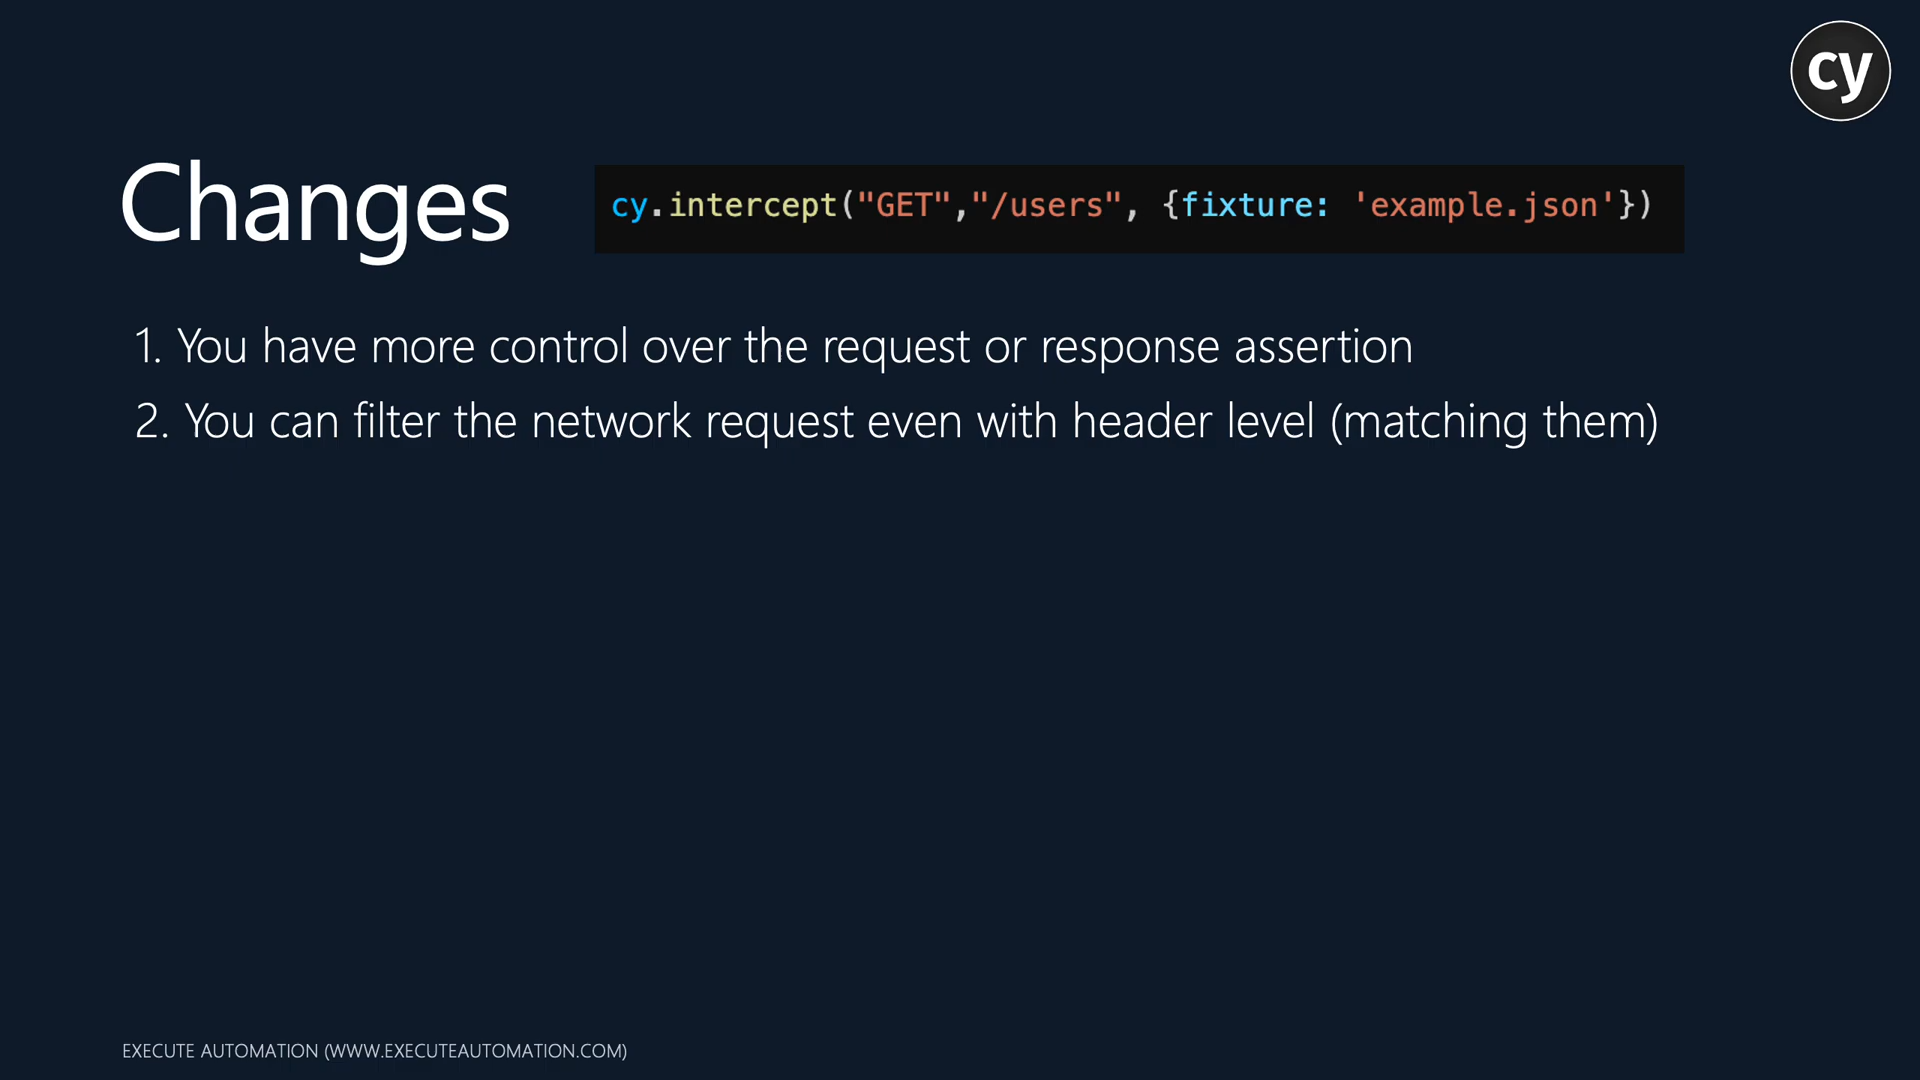 cy
Changes
cy.intercept("GET","/users", {fixture: 'example.json'})
1. You have more control over the request or response assertion
2. You can filter the network request even with header level (matching them)
EXECUTE AUTOMATION (WWW.EXECUTEAUTOMATION.COM)